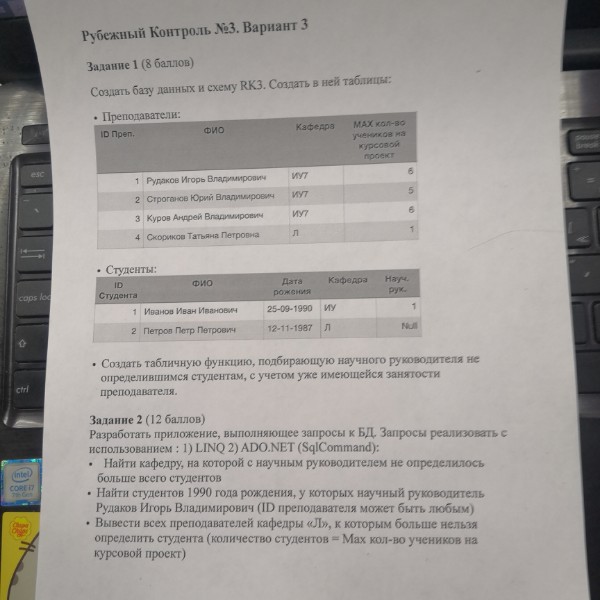 Рубежный Контроль №3. Вариант 3
Задание 1 (8 баллов)
Создать базу данных и схему RK3. Создать в ней таблицы:
• Преподаватели:
ID Преп. ФИО Кафедра MAX кол-во учеников на курсовой проект
1 Рудаков Игорь Владимирович ИУ7 6
2 Строганов Юрий Владимирович ИУ7 5
3 Куров Андрей Владимирович ИУ7 6
4 Скориков Татьяна Петровна Л 1
• Студенты:
ID Студента ФИО Дата рожения Кафедра Науч. рук.
1 Иванов Иван Иванович 25-09-1990 ИУ 1
2 Петров Петр Петрович 12-11-1987 Л Null
• Создать табличную функцию, подбирающую научного руководителя не
определившимся студентам, с учетом уже имеющейся занятости
преподавателя.
Задание 2 (12 баллов)
Разработать приложение, выполняющее запросы к БД. Запросы реализовать с
использованием : 1) LINQ 2) ADO.NET (SqlCommand):
• Найти кафедру, на которой с научным руководителем не определилось
больше всего студентов
• Найти студентов 1990 года рождения, у которых научный руководитель
Рудаков Игорь Владимирович (ID преподавателя может быть любым)
• Вывести всех преподавателей кафедры «Л», к которым больше нельзя
определить студента (количество студентов = Max кол-во учеников на
курсовой проект)
esc
caps loc
ctrl
intel
CORE i7